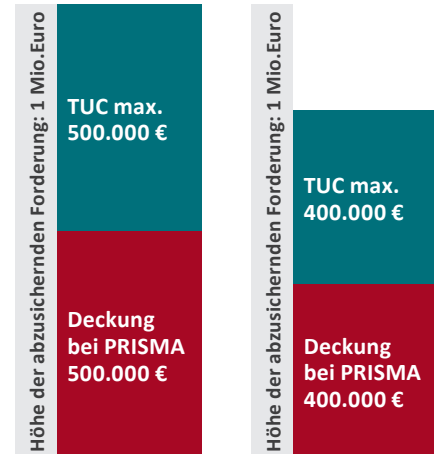 Höhe der abzusichernden Forderung: 1 Mio.Euro
TUC max.
500.000 €
Deckung
bei PRISMA
500.000 €
Höhe der abzusichernden Forderung: 1 Mio.Euro
TUC max.
400.000 €
Deckung
bei PRISMA
400.000 €